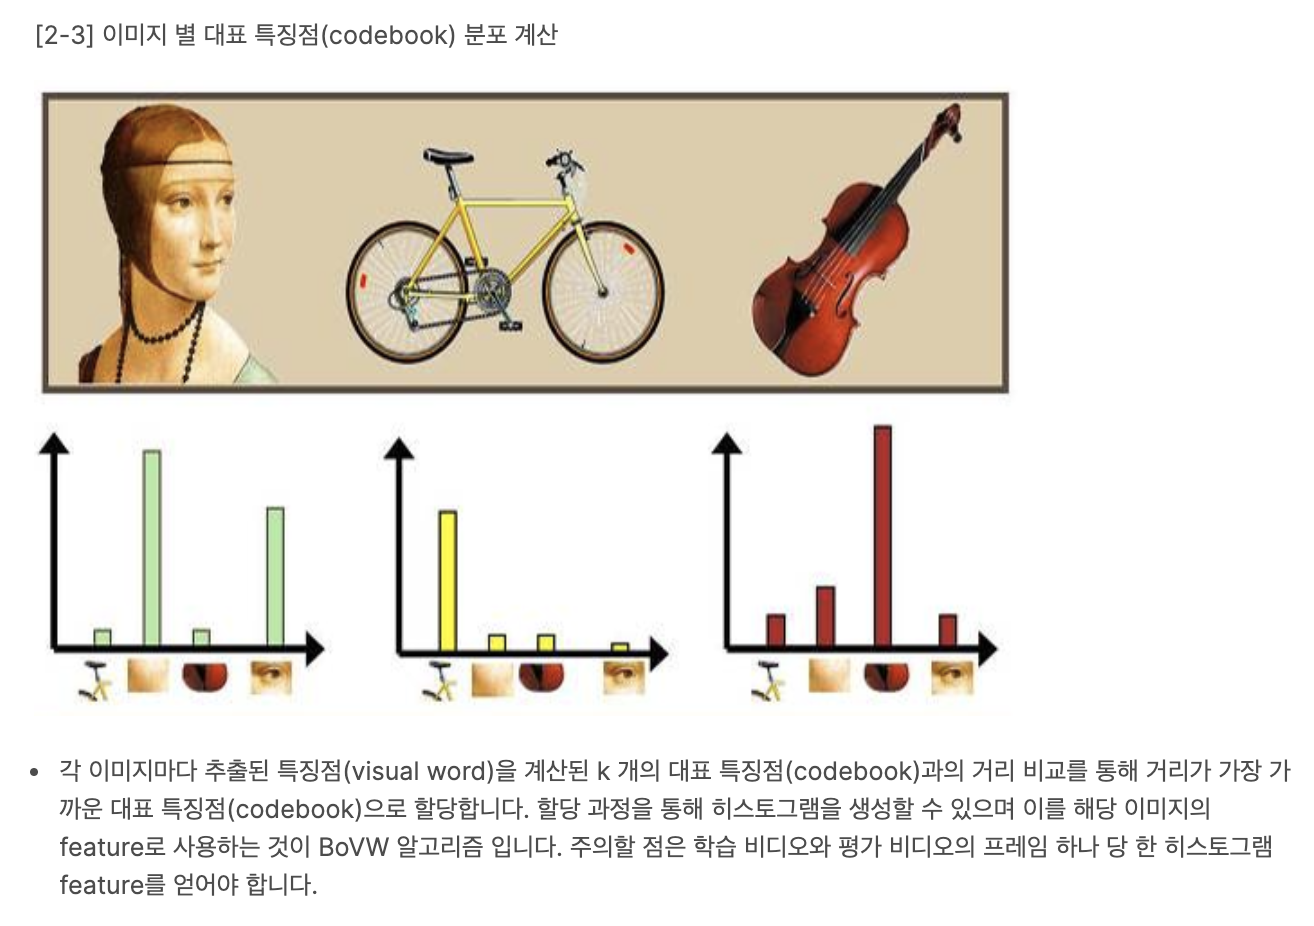 [2-3] 이미지 별 대표 특징점(codebook) 분포 계산
• 각 이미지마다 추출된 특징점(visual word)을 계산된 k 개의 대표 특징점(codebook)과의 거리 비교를 통해 거리가 가장 가
까운 대표 특징점(codebook)으로 할당합니다. 할당 과정을 통해 히스토그램을 생성할 수 있으며 이를 해당 이미지의
feature로 사용하는 것이 BoVW 알고리즘 입니다. 주의할 점은 학습 비디오와 평가 비디오의 프레임 하나 당 한 히스토그램
feature를 얻어야 합니다.